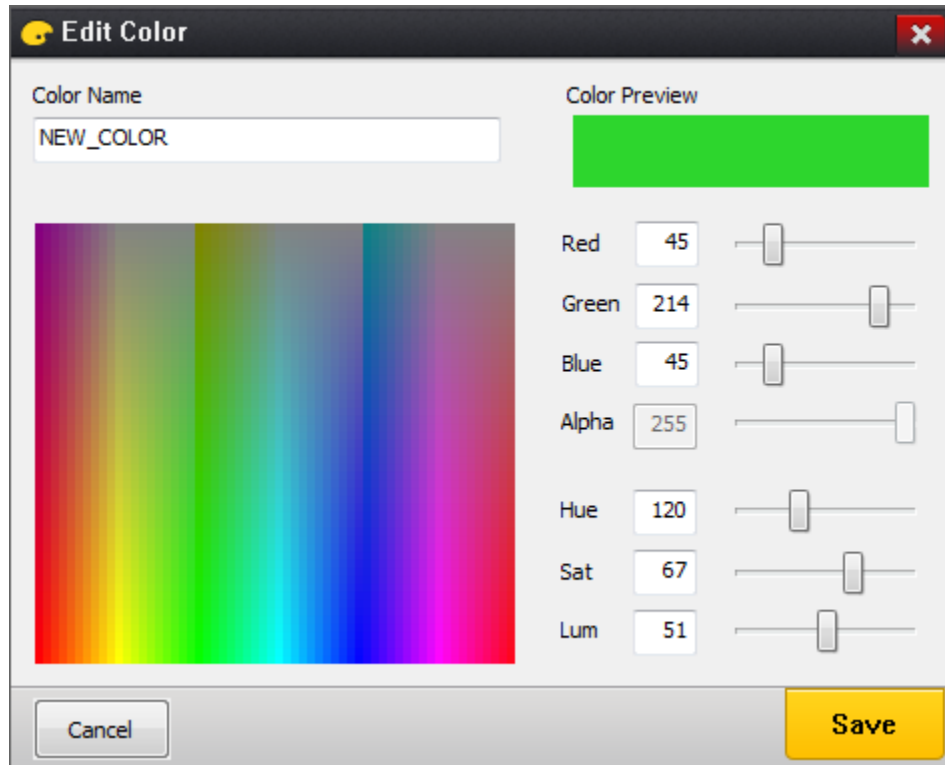 Edit Color
Color Name
Color Preview
NEW_COLOR
Red 45
Green 214
Blue 45
Alpha 255
Hue 120
Sat 67
Lum 51
Cancel
Save